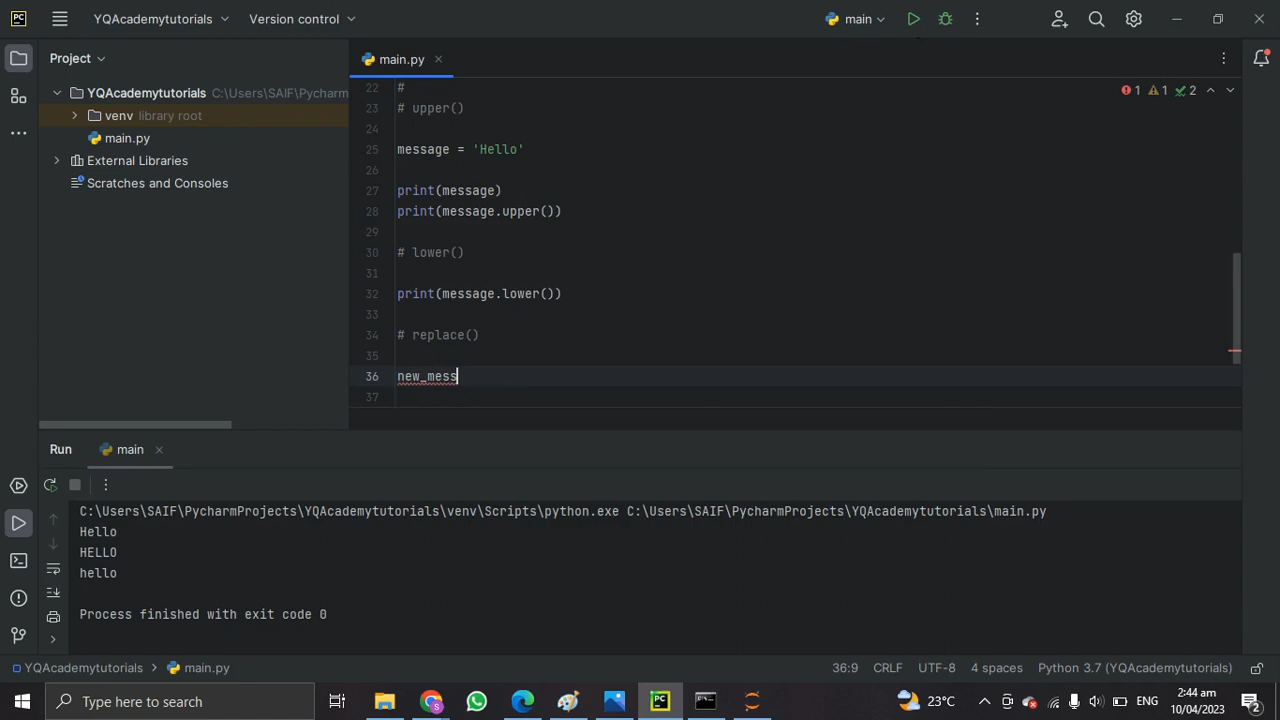 YQAcademytutorials Version control main
Project
main.py
YQAcademytutorials C:\Users\SAIF\Pycharm
venv library root
main.py
External Libraries
Scratches and Consoles
1 1 2
22 #
23 # upper()
24
25 message = 'Hello'
26
27 print(message)
28 print(message.upper())
29
30 # lower()
31
32 print(message.lower())
33
34 # replace()
35
36 new_mess
37
Run main
C:\Users\SAIF\PycharmProjects\YQAcademytutorials\venv\Scripts\python.exe C:\Users\SAIF\PycharmProjects\YQAcademytutorials\main.py
Hello
HELLO
hello
Process finished with exit code 0
YQAcademytutorials main.py 36:9 CRLF UTF-8 4 spaces Python 3.7 (YQAcademytutorials)
Type here to search
23°C ENG
2:44 am
10/04/2023
2